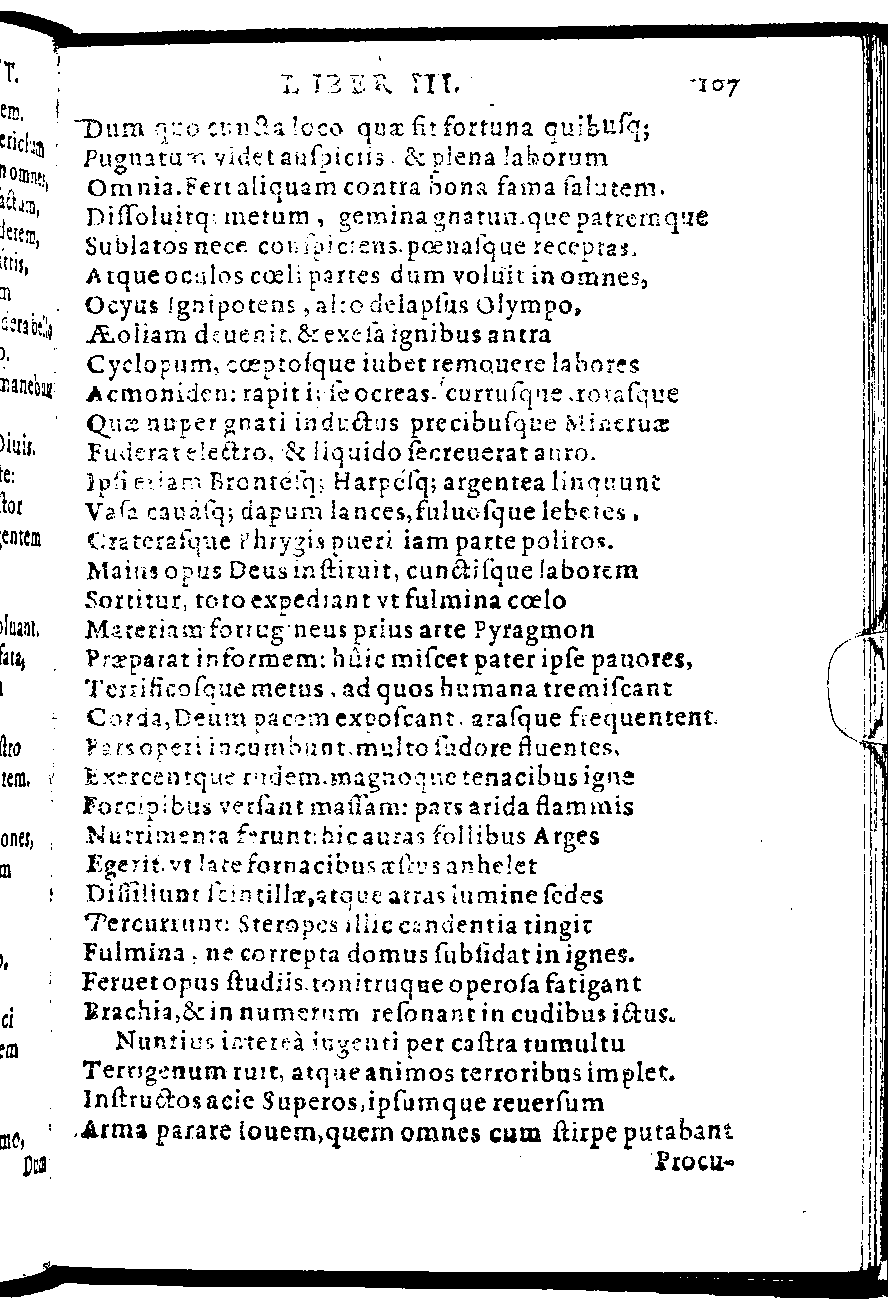 LIBER III. 107
Dum quo cuncta loco quæ sit fortuna quibusq;
Pugnatum videt auspiciis, & plena laborum
Omnia. Fert aliquam contra bona fama salutem.
Dissoluitq; metum, gemina gnatumque patremque
Sublatos nece conspiciens. pœnasque receptas.
Atque oculos cœli partes dum voluit in omnes,
Ocyus Ignipotens, alto delapsus Olympo,
Æoliam deuenit. & exesa ignibus antra
Cyclopum, cœptosque iubet remouere labores
Acmoniden: rapit ipse ocreas. currusque rotasque
Quæ nuper gnati inductus precibusque Mineruæ
Fuderat electro, & liquido secreuerat auro.
Ipsi etiam Brontésq; Harpésq; argentea linquunt
Vasa cauásq; dapum lances, fuluosque lebetes,
Craterasque Phrygis pueri iam parte politos.
Maius opus Deus instituit, cunctisque laborem
Sortitur, toto expediant vt fulmina cœlo
Materiam forrugineus prius arte Pyragmon
Præparat informem: hûic miscet pater ipse pauores,
Terrificosque metus, ad quos humana tremiscant
Corda, Deum pacem exposcant. arasque frequentent.
Pars operi incumbunt. multo sudore fluentes,
Exercentque rudem. magnoque tenacibus igne
Forcipibus versant massam: pars arida flammis
Nutrimenta ferunt: hic auras follibus Arges
Egerit. vt late fornacibus æstus anhelet
Dissiliunt scintillæ, atque atras lumine sedes
Percurrunt: Steropes illic candentia tingit
Fulmina, ne correpta domus subsidat in ignes.
Feruet opus studiis. tonitruque operosa fatigant
Brachia, & in numerum resonant incudibus ictus.
Nuntius intereà ingenti per castra tumultu
Terrigenum ruit, atque animos terroribus implet.
Instructos acie Superos, ipsumque reuersum
Arma parare Iouem, quem omnes cum stirpe putabant
Procu-